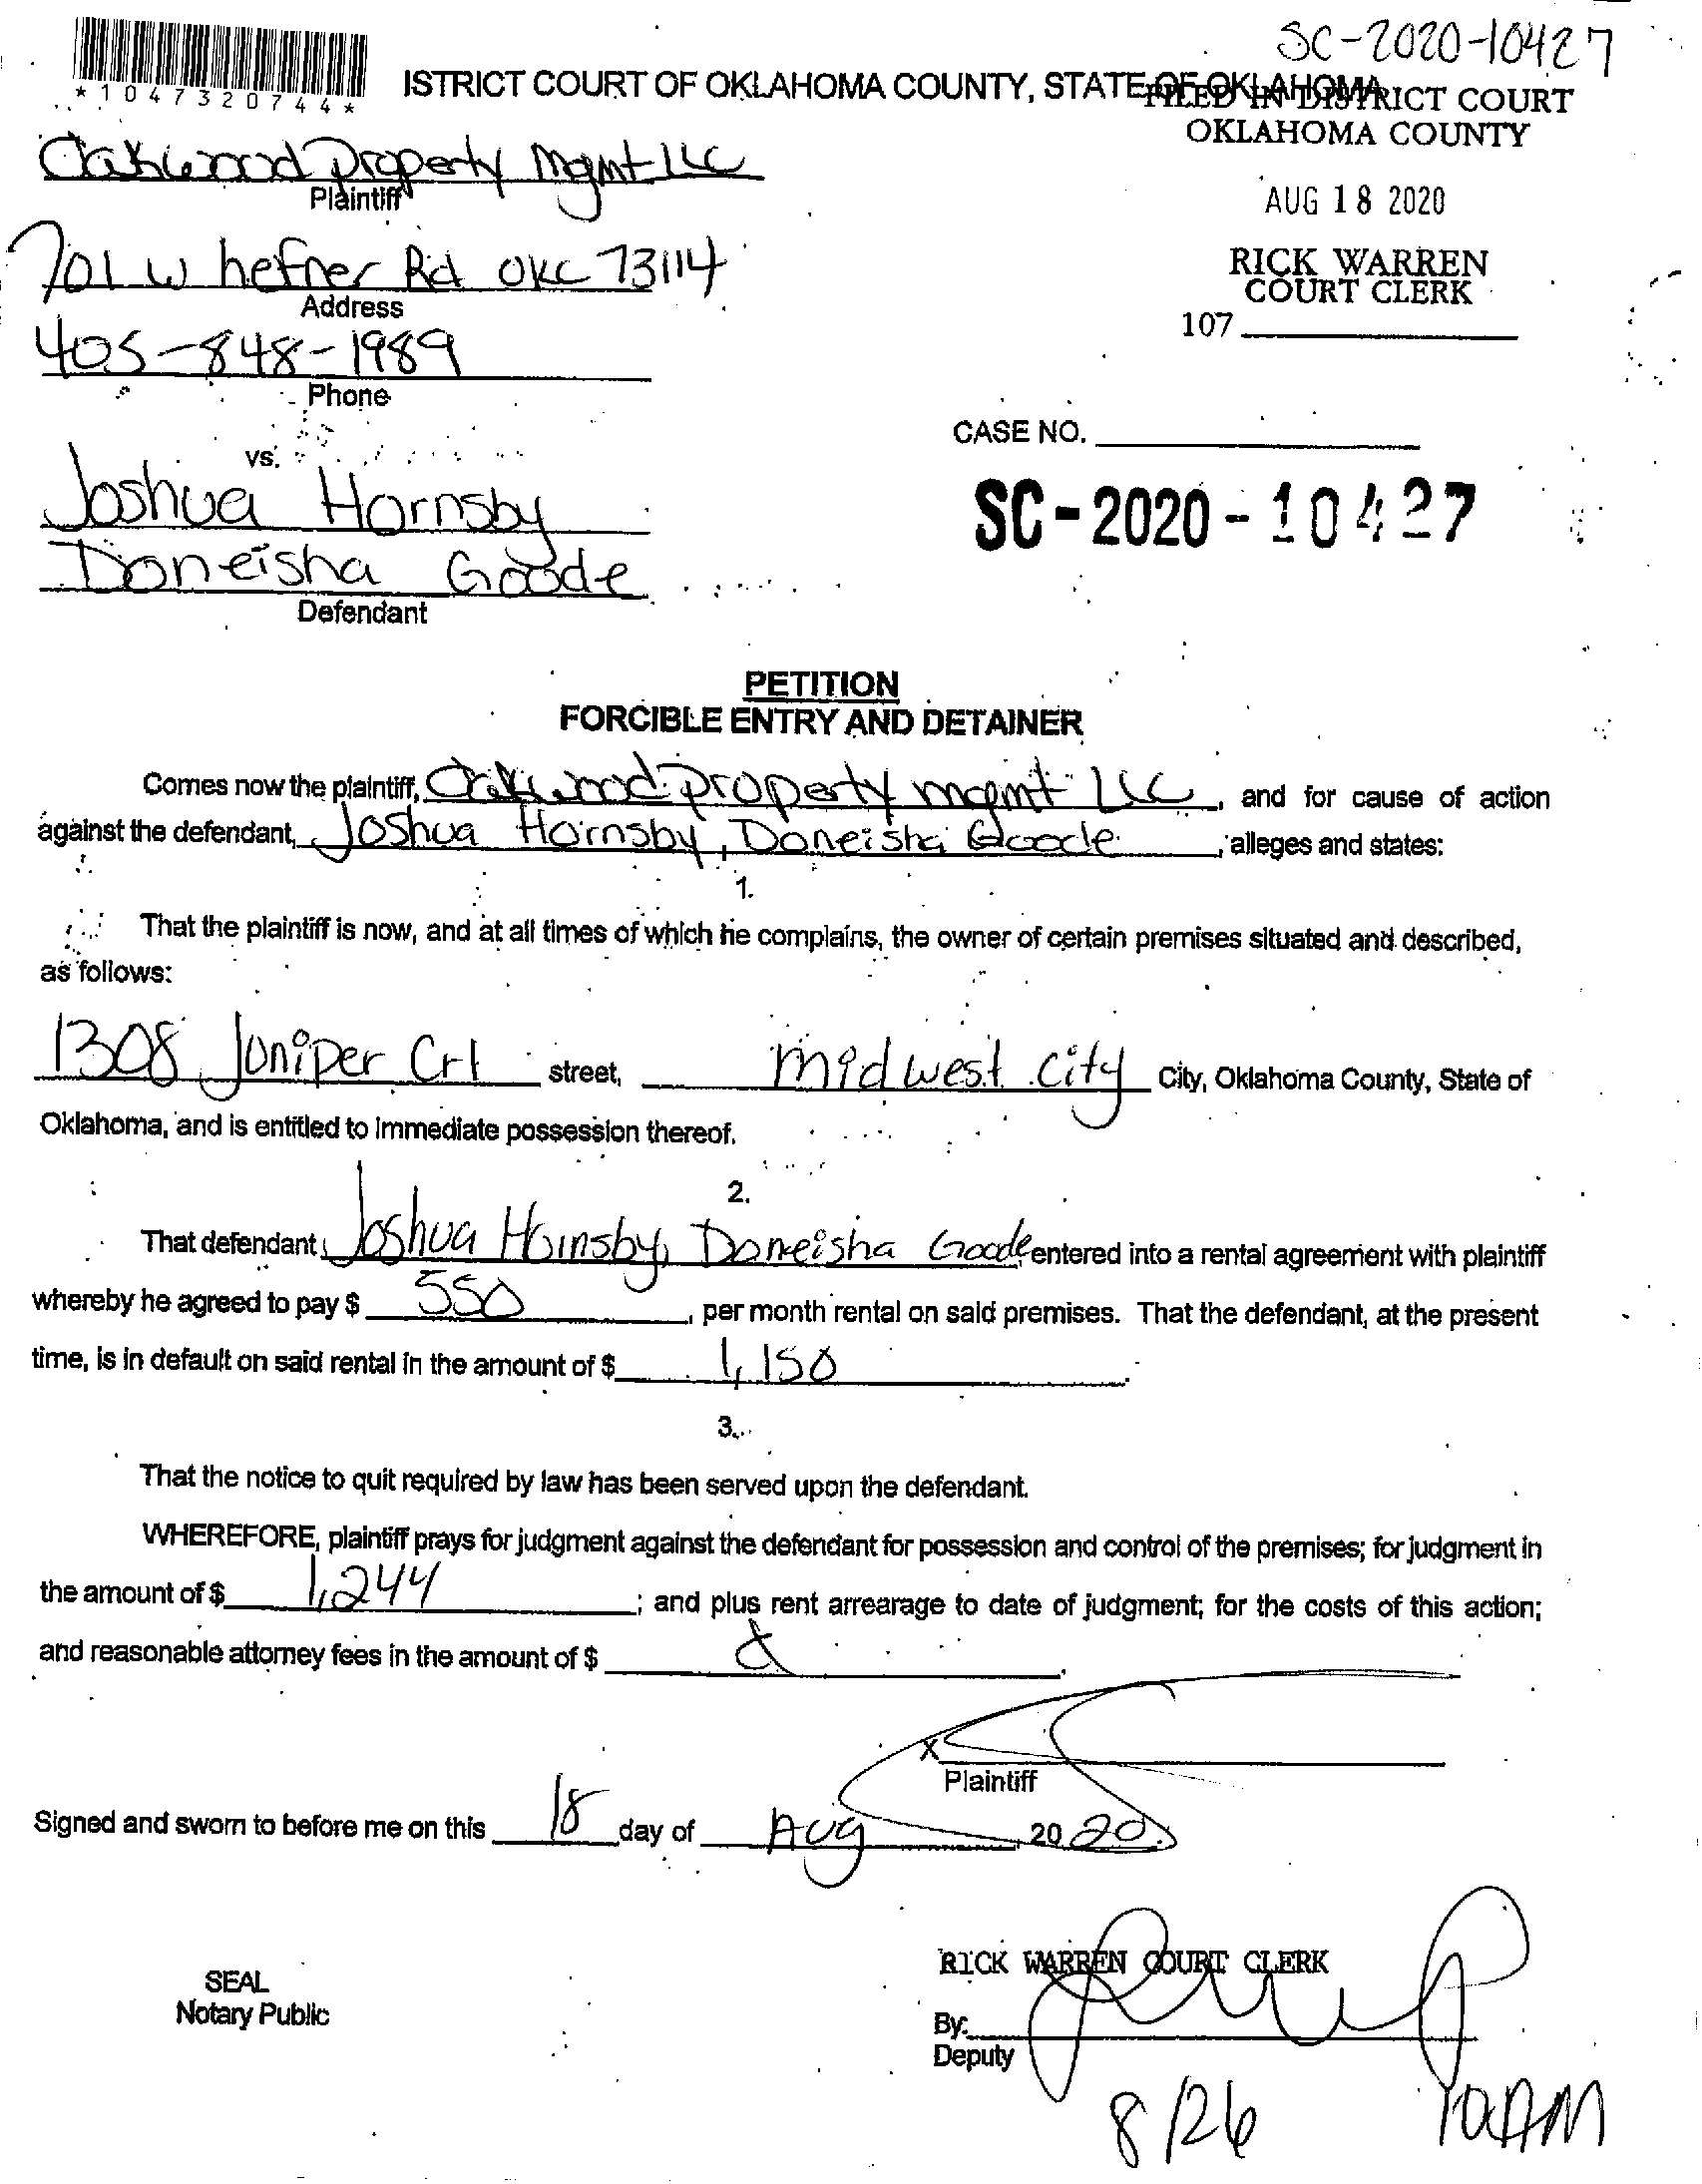 SC-2020-10427
*1047320744*
ISTRICT COURT OF OKLAHOMA COUNTY, STATE OF OKLAHOMA
FILED IN DISTRICT COURT
OKLAHOMA COUNTY
Oakwood Property Mgmt LLC
Plaintiff
AUG 18 2020
701 W hefner Rd OKC 73114
Address
RICK WARREN
COURT CLERK
107
405-848-1989
Phone
CASE NO.
vs.
Joshua Hornsby
SC-2020-10427
Doneisha Goode
Defendant
PETITION
FORCIBLE ENTRY AND DETAINER
Comes now the plaintiff, Oakwood property mgmt LLC, and for cause of action
against the defendant, Joshua Hornsby, Doneisha Goode, alleges and states:
1.
That the plaintiff is now, and at all times of which he complains, the owner of certain premises situated and described,
as follows:
1308 Juniper Crt street, midwest city City, Oklahoma County, State of
Oklahoma, and is entitled to immediate possession thereof.
2.
That defendant, Joshua Hornsby, Doneisha Goode, entered into a rental agreement with plaintiff
whereby he agreed to pay $ 550, per month rental on said premises. That the defendant, at the present
time, is in default on said rental in the amount of $ 1,150.
3.
That the notice to quit required by law has been served upon the defendant.
WHEREFORE, plaintiff prays for judgment against the defendant for possession and control of the premises; for judgment in
the amount of $ 1,244; and plus rent arrearage to date of judgment; for the costs of this action;
and reasonable attorney fees in the amount of $
X
Plaintiff
Signed and sworn to before me on this 18 day of Aug, 2020.
RICK WARREN COURT CLERK
SEAL
Notary Public
By:
Deputy
8/26 10AM